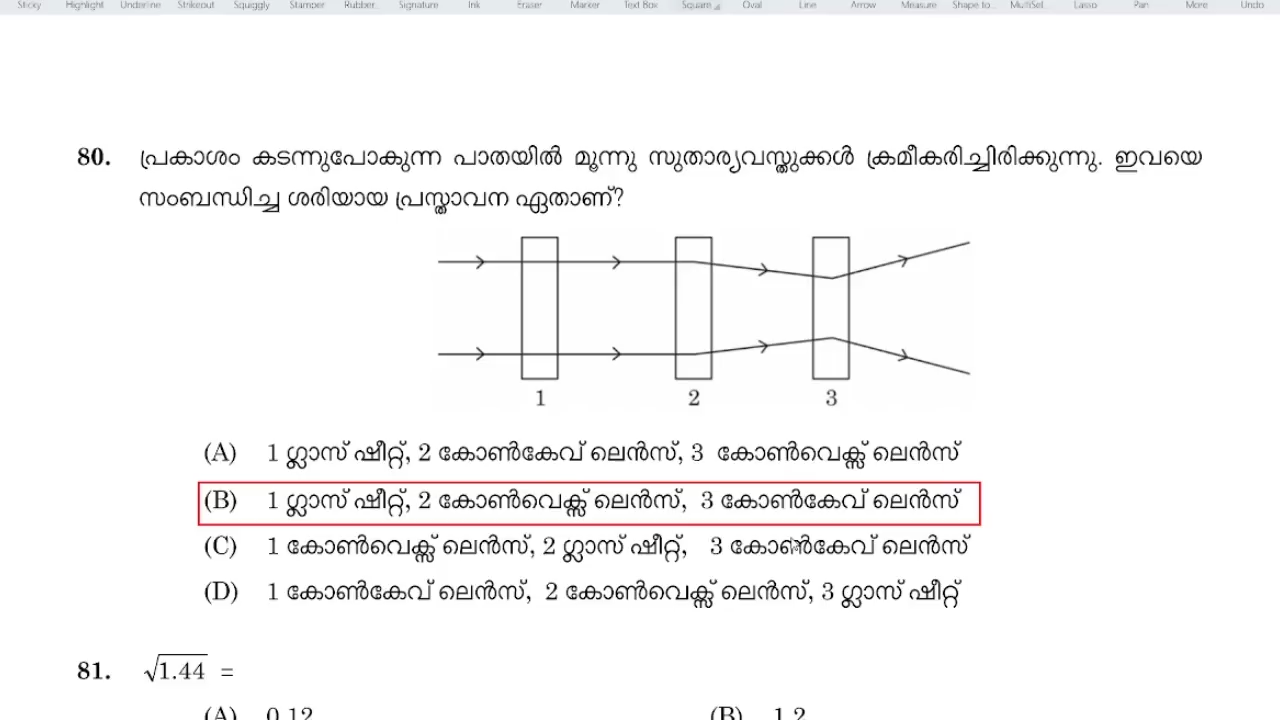 Sticky Highlight Underline Strikeout Squiggly Stamper Rubber.. Signature Ink Eraser Marker Text Box Square Oval Line Arrow Measure Shape to.. MultiSel.. Lasso Pan More Undo
80. പ്രകാശം കടന്നുപോകുന്ന പാതയിൽ മൂന്നു സുതാര്യവസ്തുക്കൾ ക്രമീകരിച്ചിരിക്കുന്നു. ഇവയെ
സംബന്ധിച്ച ശരിയായ പ്രസ്താവന ഏതാണ്?
1 2 3
(A) 1 ഗ്ലാസ് ഷീറ്റ്, 2 കോൺകേവ് ലെൻസ്, 3 കോൺവെക്സ് ലെൻസ്
(B) 1 ഗ്ലാസ് ഷീറ്റ്, 2 കോൺവെക്സ് ലെൻസ്, 3 കോൺകേവ് ലെൻസ്
(C) 1 കോൺവെക്സ് ലെൻസ്, 2 ഗ്ലാസ് ഷീറ്റ്, 3 കോൺകേവ് ലെൻസ്
(D) 1 കോൺകേവ് ലെൻസ്, 2 കോൺവെക്സ് ലെൻസ്, 3 ഗ്ലാസ് ഷീറ്റ്
81. √1.44 =
(A) 0.12 (B) 1.2